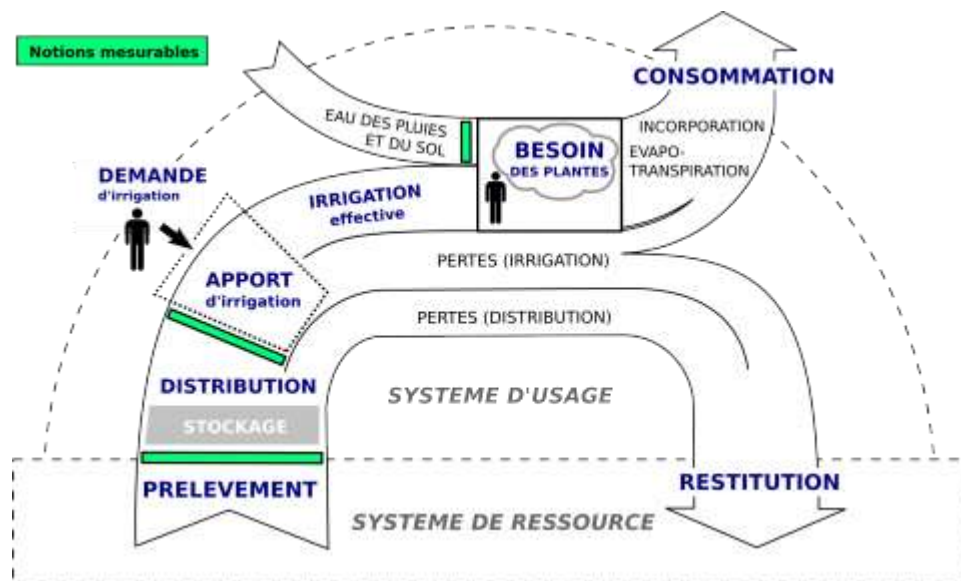 Notions mesurables
CONSOMMATION
EAU DES PLUIES
ET DU SOL
BESOIN
DES PLANTES
INCORPORATION
EVAPO-
TRANSPIRATION
DEMANDE
d'irrigation
IRRIGATION
effective
APPORT
d'irrigation
PERTES (IRRIGATION)
PERTES (DISTRIBUTION)
DISTRIBUTION
STOCKAGE
SYSTEME D'USAGE
PRELEVEMENT
RESTITUTION
SYSTEME DE RESSOURCE